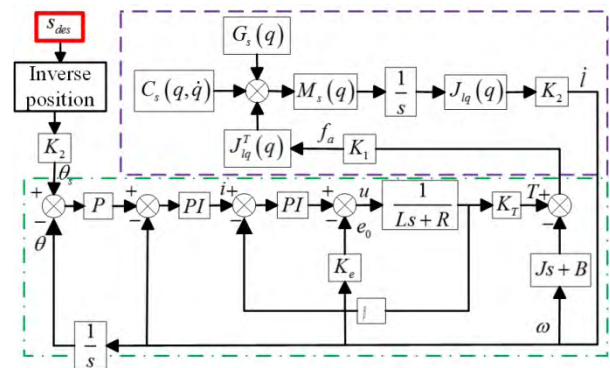 s_des
Inverse
position
K_2
θ_s
G_s(q)
C_s(q, q̇)
M_s(q)
1/s
J_lq(q)
K_2
l̇
J_lq^T(q)
f_a
K_1
+
−
θ
P
+
−
PI
i
+
−
PI
+
−
u
e_0
1/(Ls+R)
K_T
T
+
−
K_e
Js+B
ω
1/s